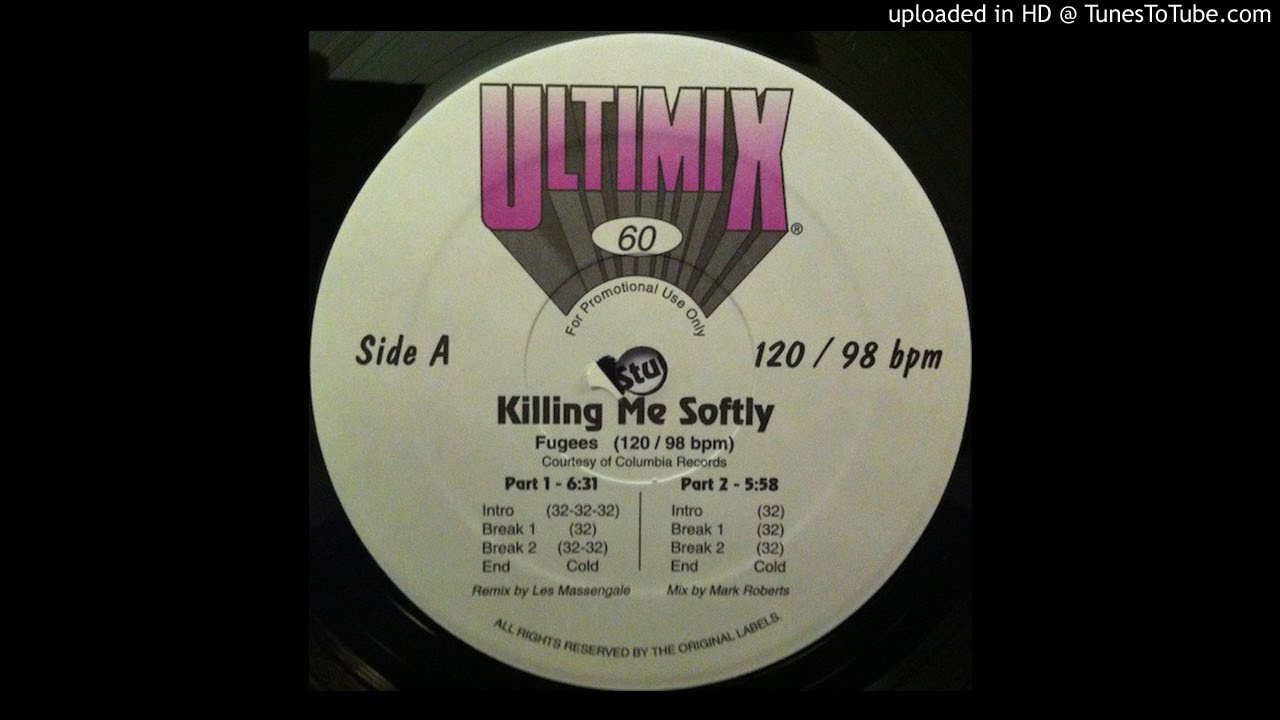 uploaded in HD @ TunesToTube.com
ULTIMIX®
60
For Promotional Use Only
Side A
120 / 98 bpm
Stu
Killing Me Softly
Fugees (120 / 98 bpm)
Courtesy of Columbia Records
Part 1 - 6:31
Intro (32-32-32)
Break 1 (32)
Break 2 (32-32)
End Cold
Remix by Les Massengale
Part 2 - 5:58
Intro (32)
Break 1 (32)
Break 2 (32)
End Cold
Mix by Mark Roberts
ALL RIGHTS RESERVED BY THE ORIGINAL LABELS.